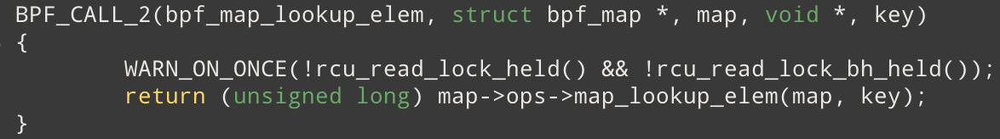 BPF_CALL_2(bpf_map_lookup_elem, struct bpf_map *, map, void *, key)
{
WARN_ON_ONCE(!rcu_read_lock_held() && !rcu_read_lock_bh_held());
return (unsigned long) map->ops->map_lookup_elem(map, key);
}